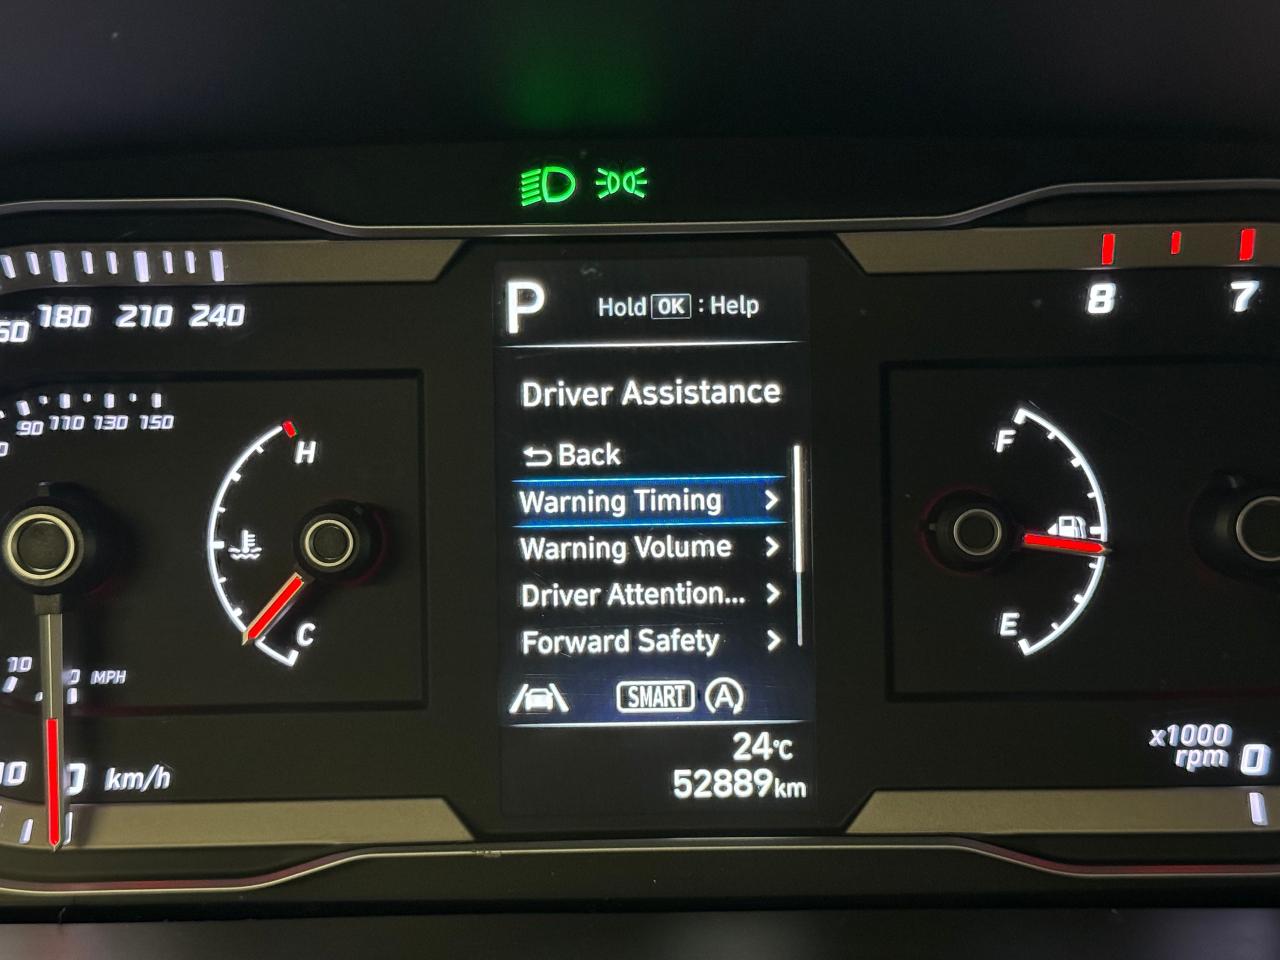 P
Hold OK : Help
Driver Assistance
Back
Warning Timing
Warning Volume
Driver Attention...
Forward Safety
SMART
A
24°C
52889km
180 210 240
90 110 130 150
H
C
10
MPH
km/h
8 7
F
E
x1000
rpm 0